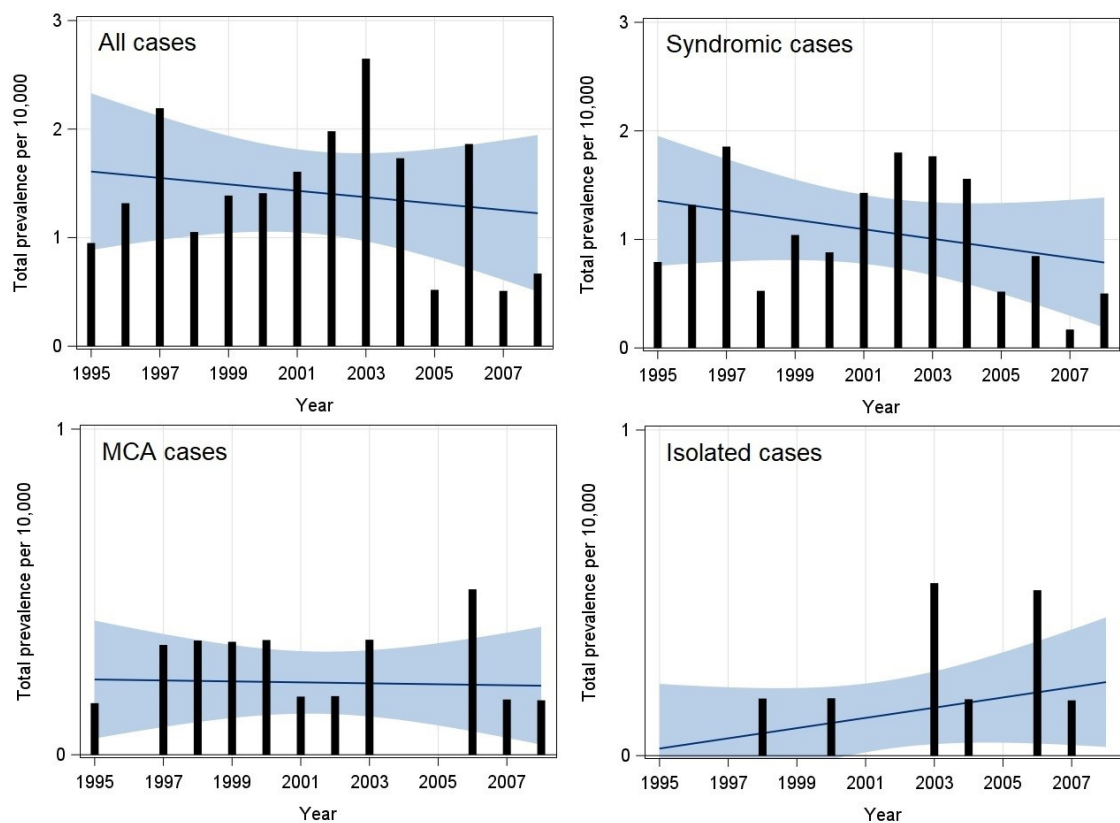 All cases
Total prevalence per 10,000
3
2
1
0
1995 1997 1999 2001 2003 2005 2007
Year
Syndromic cases
Total prevalence per 10,000
3
2
1
0
1995 1997 1999 2001 2003 2005 2007
Year
MCA cases
Total prevalence per 10,000
1
0
1995 1997 1999 2001 2003 2005 2007
Year
Isolated cases
Total prevalence per 10,000
1
0
1995 1997 1999 2001 2003 2005 2007
Year